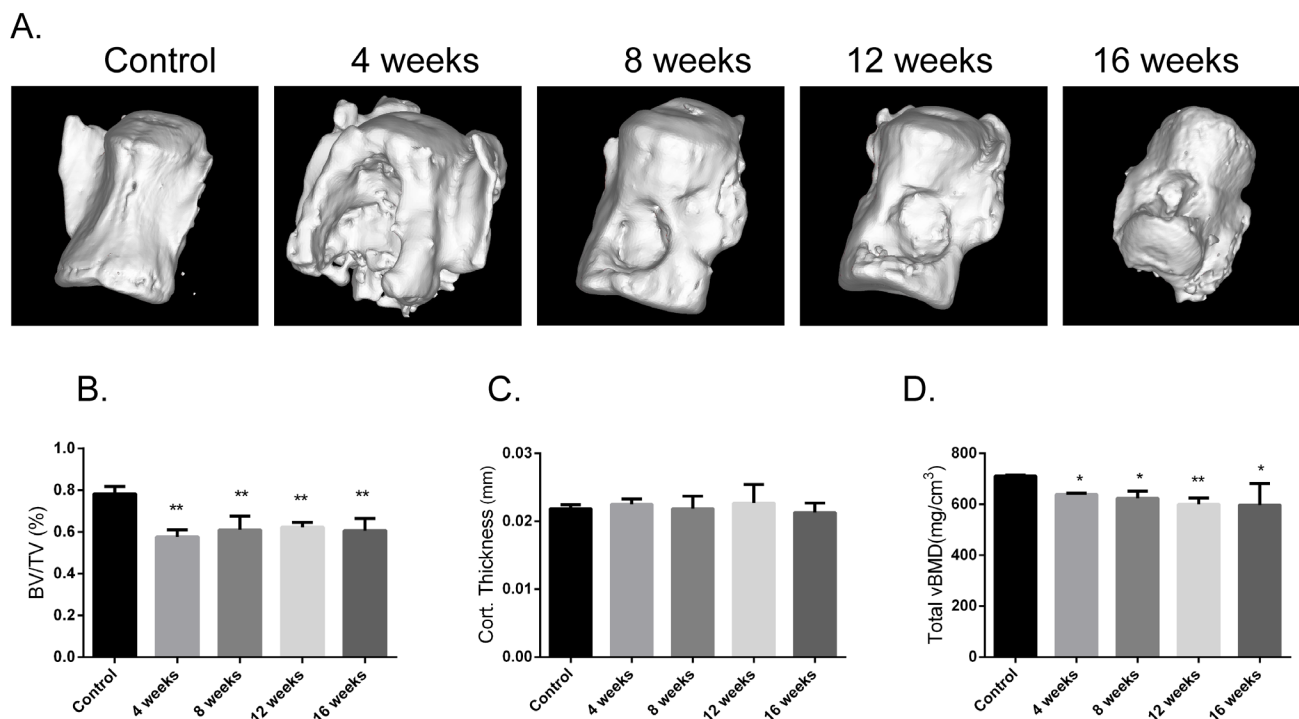 A.
Control 4 weeks 8 weeks 12 weeks 16 weeks
B.
C.
D.
BV/TV (%)
1.0
0.8
0.6
0.4
0.2
0.0
**
**
**
**
Control
4 weeks
8 weeks
12 weeks
16 weeks
Cort. Thickness (mm)
0.03
0.02
0.01
0.00
Control
4 weeks
8 weeks
12 weeks
16 weeks
Total vBMD(mg/cm³)
800
600
400
200
0
*
*
**
*
Control
4 weeks
8 weeks
12 weeks
16 weeks